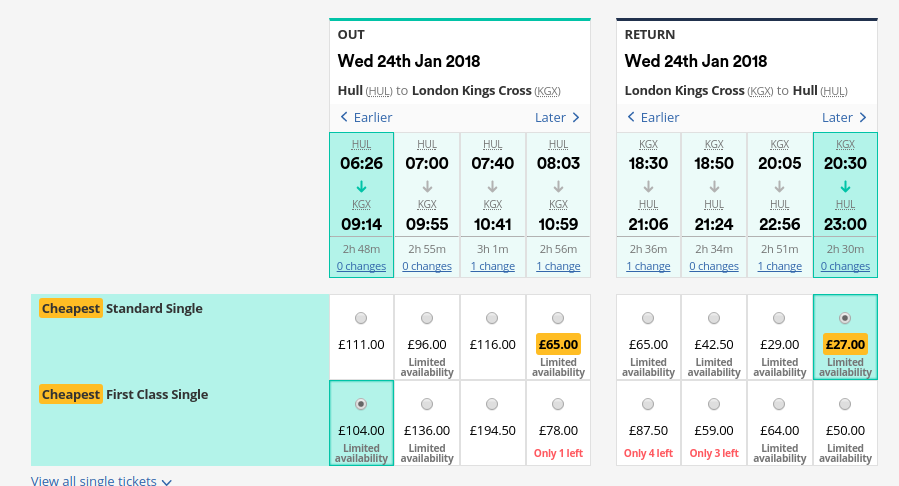 OUT
Wed 24th Jan 2018
Hull (HUL) to London Kings Cross (KGX)
Earlier Later
HUL HUL HUL HUL
06:26 07:00 07:40 08:03
KGX KGX KGX KGX
09:14 09:55 10:41 10:59
2h 48m 2h 55m 3h 1m 2h 56m
0 changes 0 changes 1 change 1 change
RETURN
Wed 24th Jan 2018
London Kings Cross (KGX) to Hull (HUL)
Earlier Later
KGX KGX KGX KGX
18:30 18:50 20:05 20:30
HUL HUL HUL HUL
21:06 21:24 22:56 23:00
2h 36m 2h 34m 2h 51m 2h 30m
1 change 0 changes 1 change 0 changes
Cheapest Standard Single
£111.00 £96.00 £116.00 £65.00 £65.00 £42.50 £29.00 £27.00
Limited Limited Limited Limited Limited Limited
availability availability availability availability availability availability
Cheapest First Class Single
£104.00 £136.00 £194.50 £78.00 £87.50 £59.00 £64.00 £50.00
Limited Limited Only 1 left Only 4 left Only 3 left Limited Limited
availability availability availability availability
View all single tickets